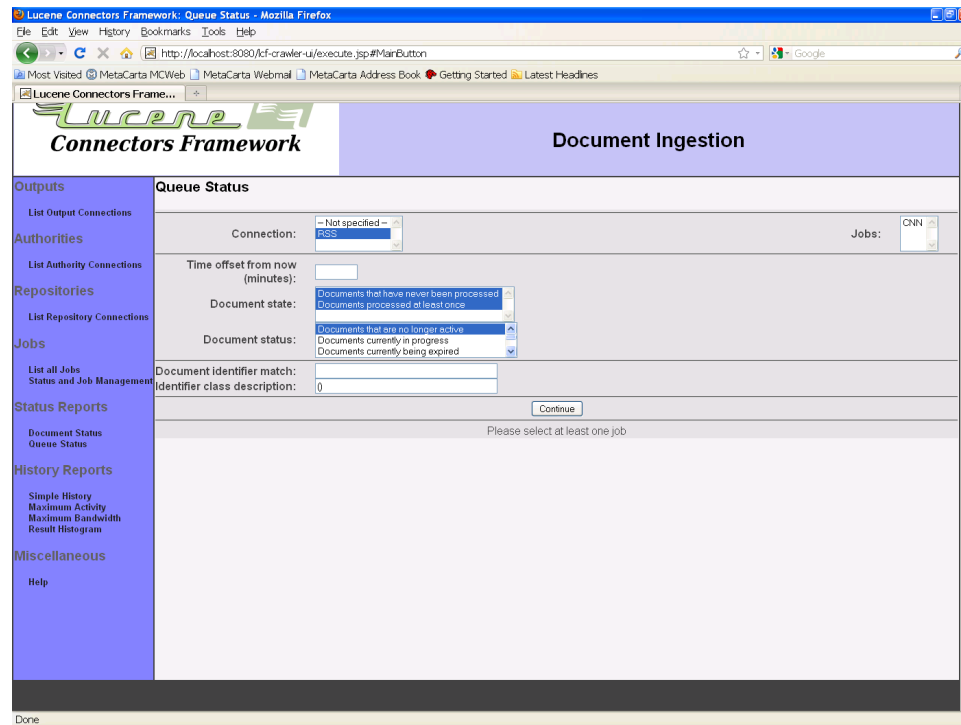 Lucene Connectors Framework: Queue Status - Mozilla Firefox
File Edit View History Bookmarks Tools Help
http://localhost:8080/lcf-crawler-ui/execute.jsp#MainButton
Google
Most Visited MetaCarta MCWeb MetaCarta Webmail MetaCarta Address Book Getting Started Latest Headlines
Lucene Connectors Frame...
Lucene
Connectors Framework
Document Ingestion
Outputs
List Output Connections
Authorities
List Authority Connections
Repositories
List Repository Connections
Jobs
List all Jobs
Status and Job Management
Status Reports
Document Status
Queue Status
History Reports
Simple History
Maximum Activity
Maximum Bandwidth
Result Histogram
Miscellaneous
Help
Queue Status
Connection:
-- Not specified --
RSS
Jobs:
CNN
Time offset from now
(minutes):
Document state:
Documents that have never been processed
Documents processed at least once
Document status:
Documents that are no longer active
Documents currently in progress
Documents currently being expired
Document identifier match:
Identifier class description:
()
Continue
Please select at least one job
Done